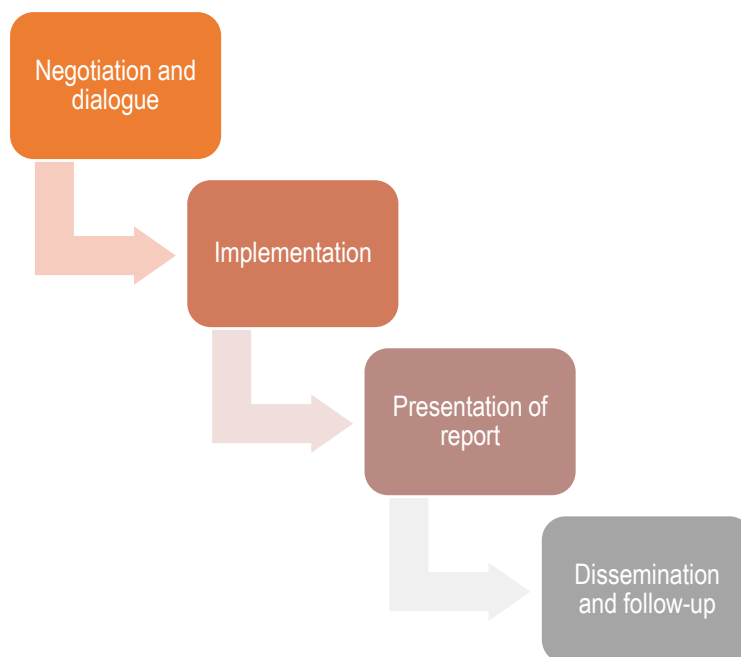 Negotiation and
dialogue
Implementation
Presentation of
report
Dissemination
and follow-up